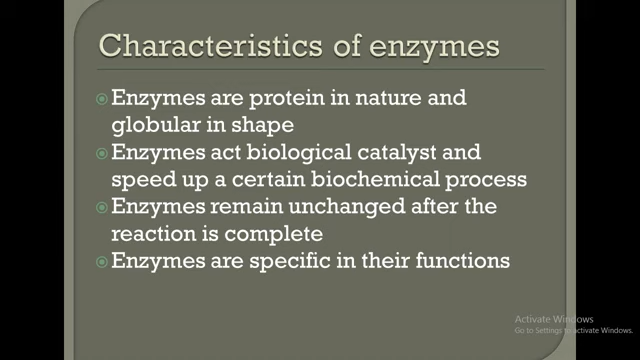 Characteristics of enzymes
Enzymes are protein in nature and
globular in shape
Enzymes act biological catalyst and
speed up a certain biochemical process
Enzymes remain unchanged after the
reaction is complete
Enzymes are specific in their functions
Activate Windows
Go to Settings to activate Windows.